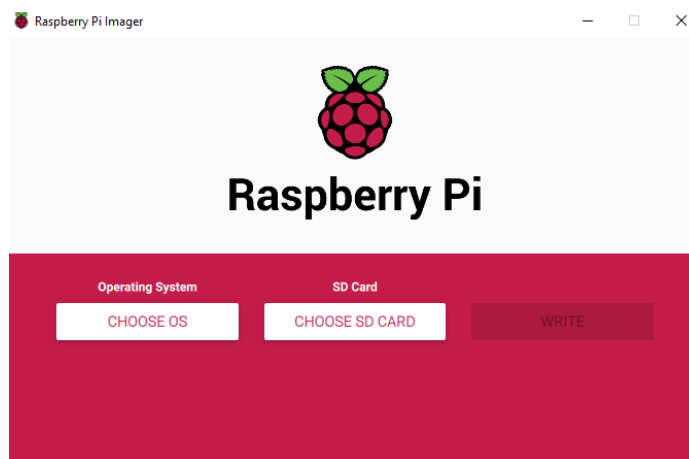 Raspberry Pi Imager
Raspberry Pi
Operating System
SD Card
CHOOSE OS
CHOOSE SD CARD
WRITE